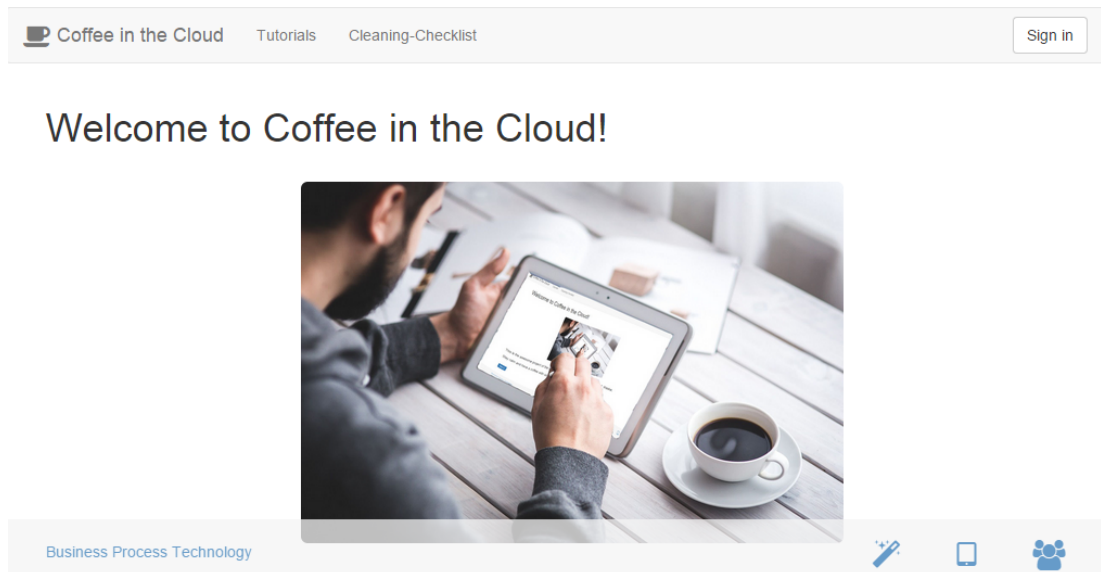 Coffee in the Cloud Tutorials Cleaning-Checklist Sign in
Welcome to Coffee in the Cloud!
Welcome to Coffee in the Cloud!
Business Process Technology